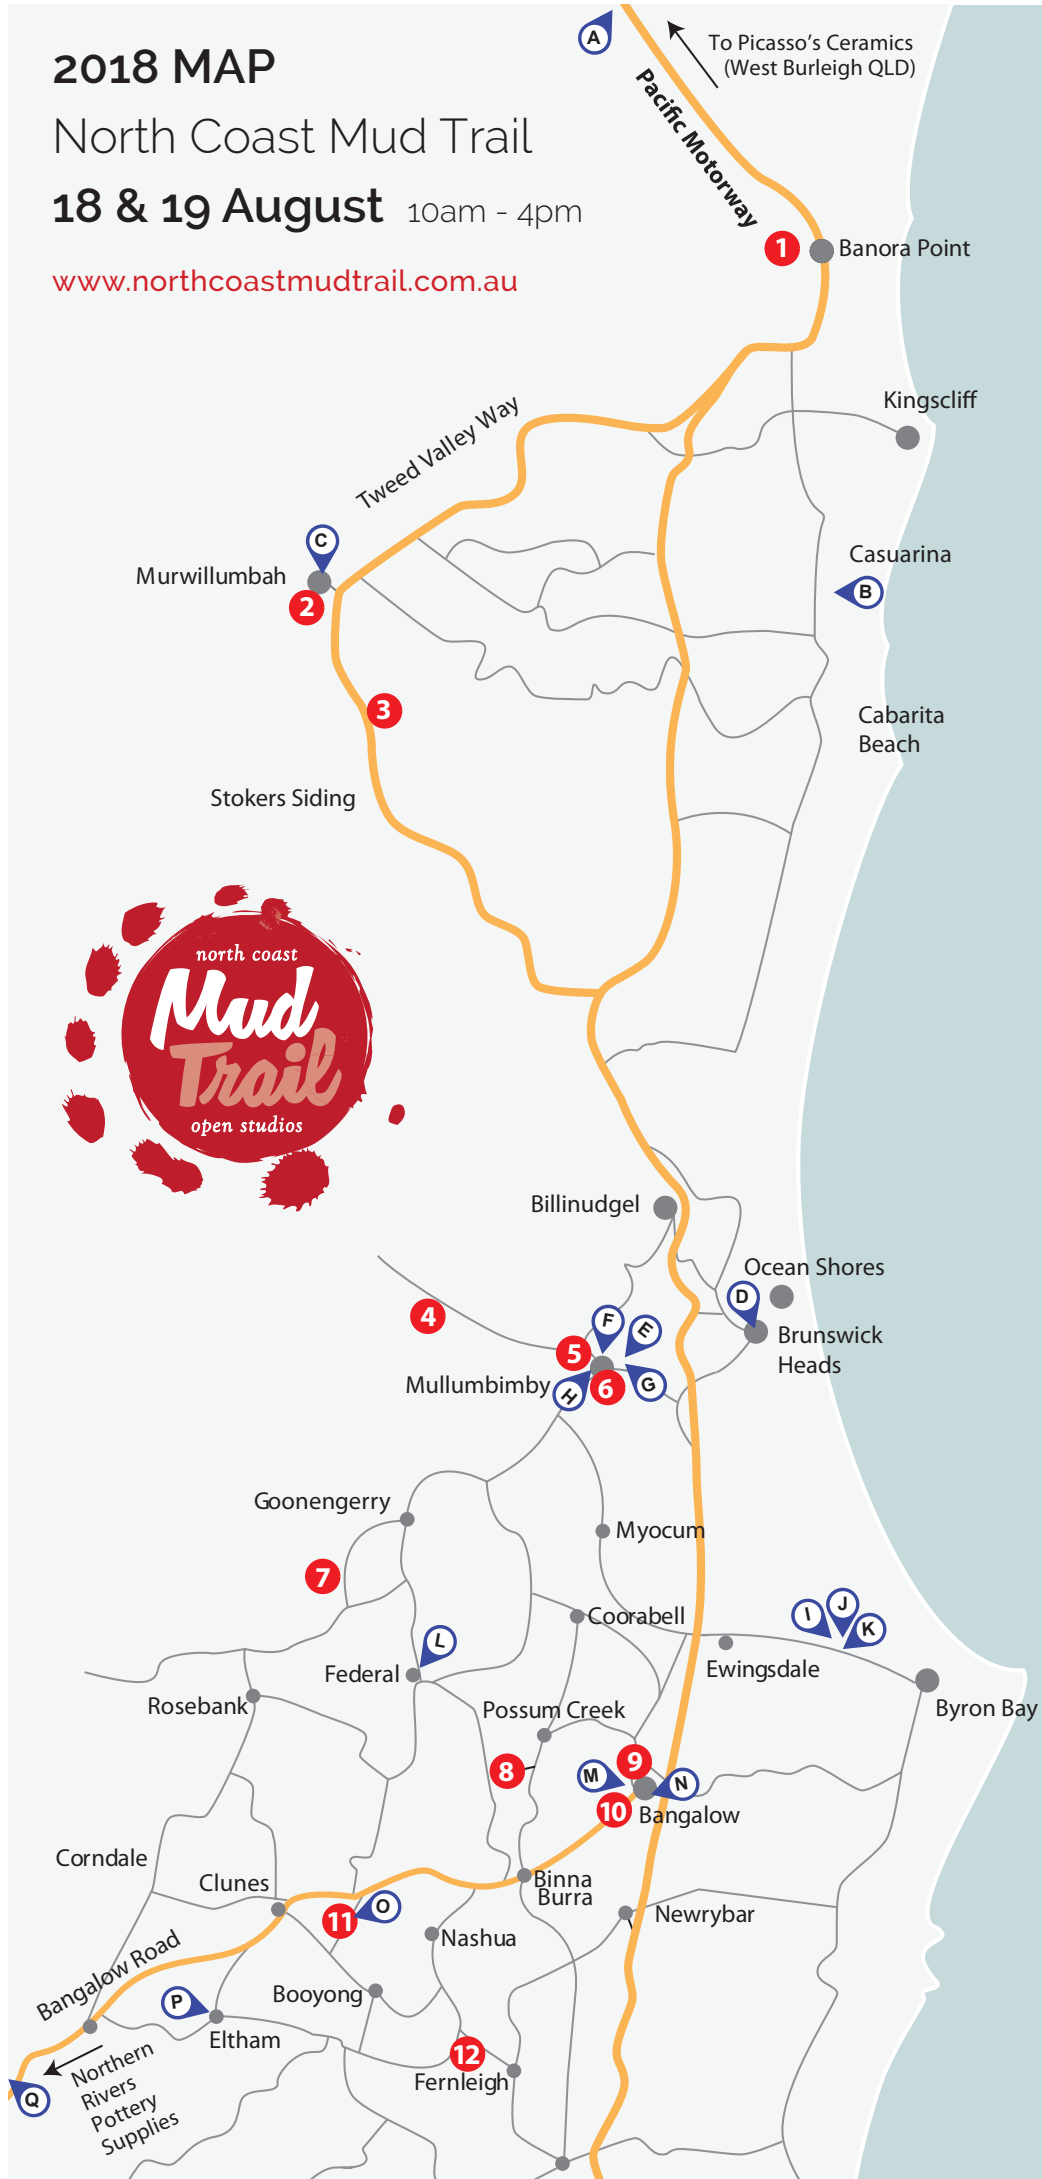 2018 MAP
North Coast Mud Trail
18 & 19 August 10am - 4pm
www.northcoastmudtrail.com.au
A
To Picasso's Ceramics
(West Burleigh QLD)
Pacific Motorway
1
Banora Point
Kingscliff
Tweed Valley Way
C
Murwillumbah
2
Casuarina
B
3
Cabarita
Beach
Stokers Siding
north coast
Mud
Trail
open studios
Billinudgel
Ocean Shores
D
4
F
E
Brunswick
Heads
5
Mullumbimby
6
G
H
Goonengerry
Myocum
7
I
J
K
Coorabell
L
Ewingsdale
Federal
Rosebank
Possum Creek
Byron Bay
8
9
M
N
10
Bangalow
Corndale
Clunes
Binna
Burra
O
11
Newrybar
Nashua
Bangalow Road
Booyong
P
Eltham
12
Fernleigh
Northern
Rivers
Pottery
Supplies
Q